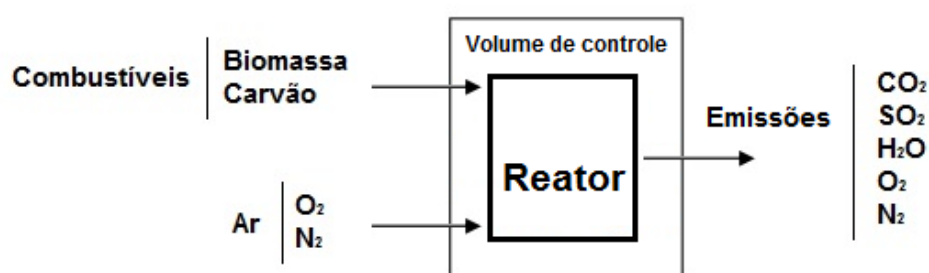 Volume de controle
Combustíveis
Biomassa
Carvão
Ar
O₂
N₂
Reator
Emissões
CO₂
SO₂
H₂O
O₂
N₂